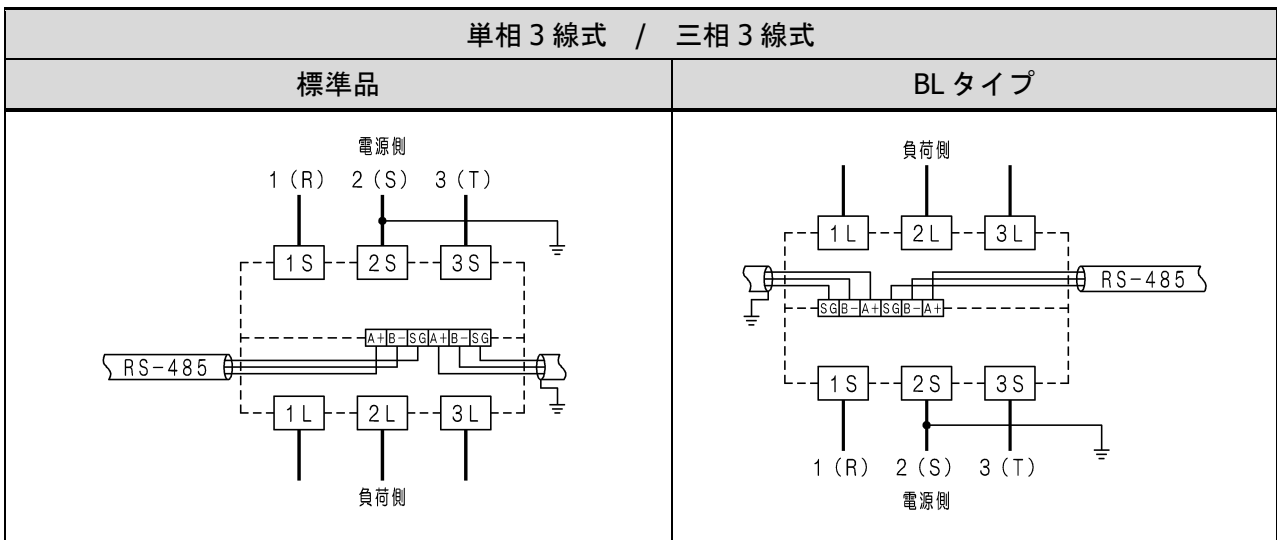 単相3線式 / 三相3線式
標準品
BLタイプ
電源側
1(R) 2(S) 3(T)
1S 2S 3S
A+ B- SG A+ B- SG
RS-485
1L 2L 3L
負荷側
負荷側
1L 2L 3L
RS-485
SG B- A+ SG B- A+
1S 2S 3S
1(R) 2(S) 3(T)
電源側